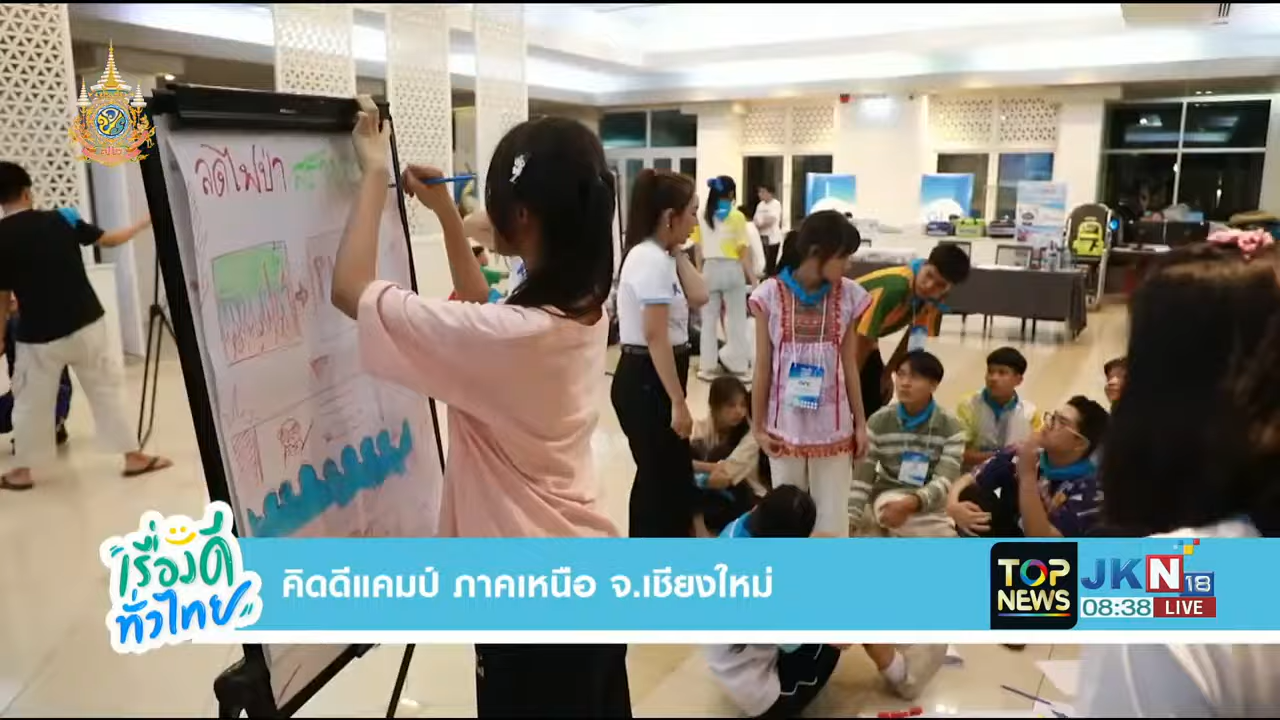 ลดไฟป่า
"เรื่องดี
ทั่วไทย"
คิดดีแคมป์ ภาคเหนือ จ.เชียงใหม่
TOP
NEWS
JKN18
08:38 LIVE